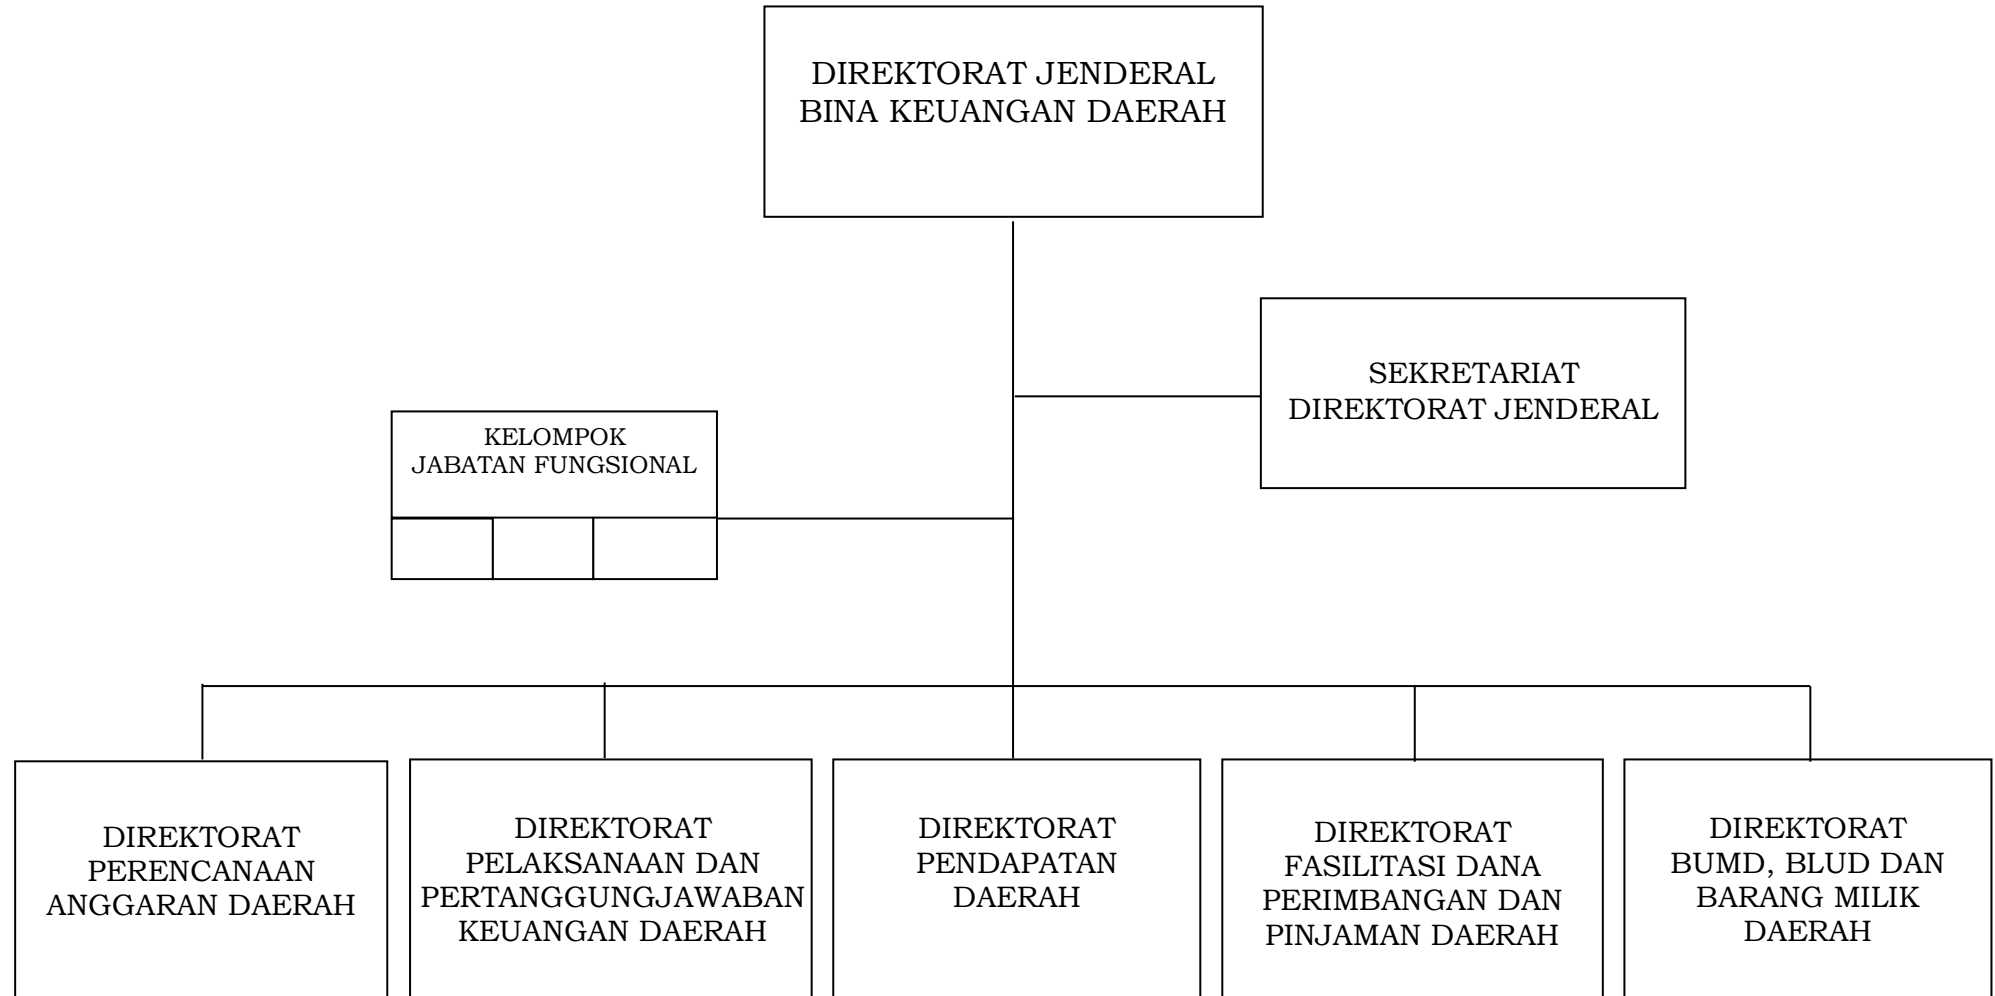 DIREKTORAT JENDERAL
BINA KEUANGAN DAERAH
SEKRETARIAT
DIREKTORAT JENDERAL
KELOMPOK
JABATAN FUNGSIONAL
DIREKTORAT
PERENCANAAN
ANGGARAN DAERAH
DIREKTORAT
PELAKSANAAN DAN
PERTANGGUNGJAWABAN
KEUANGAN DAERAH
DIREKTORAT
PENDAPATAN
DAERAH
DIREKTORAT
FASILITASI DANA
PERIMBANGAN DAN
PINJAMAN DAERAH
DIREKTORAT
BUMD, BLUD DAN
BARANG MILIK
DAERAH